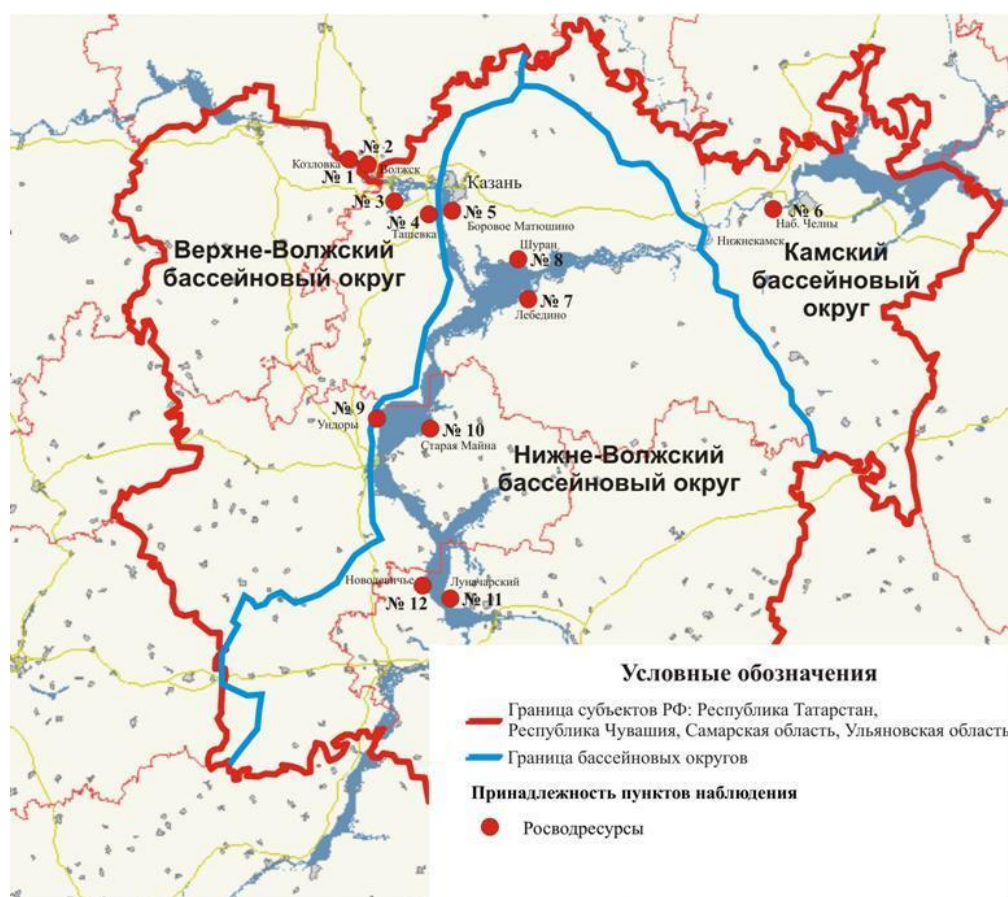 № 2
Козловка
Волжск
№ 1
Казань
№ 3
№ 5
№ 4
№ 6
Ташевка
Боровое Матюшино
Наб. Челны
Шуран
Нижнекамск
Верхне-Волжский
бассейновый округ
№ 8
Камский
бассейновый
округ
№ 7
Лебедино
№ 9
Ундоры
№ 10
Старая Майна
Нижне-Волжский
бассейновый округ
Новодевичье
Луначарский
№ 12
№ 11
Условные обозначения
Граница субъектов РФ: Республика Татарстан,
Республика Чувашия, Самарская область, Ульяновская область
Граница бассейновых округов
Принадлежность пунктов наблюдения
Росводресурсы